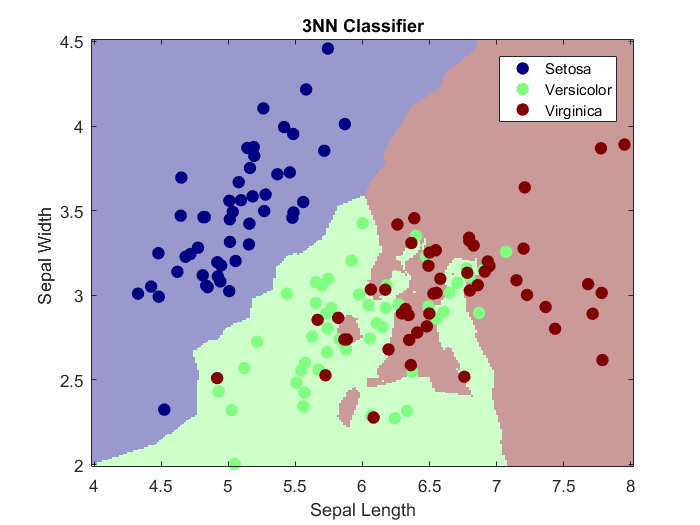 3NN Classifier
4.5
4
3.5
3
2.5
2
Sepal Width
Setosa
Versicolor
Virginica
4
4.5
5
5.5
6
6.5
7
7.5
8
Sepal Length